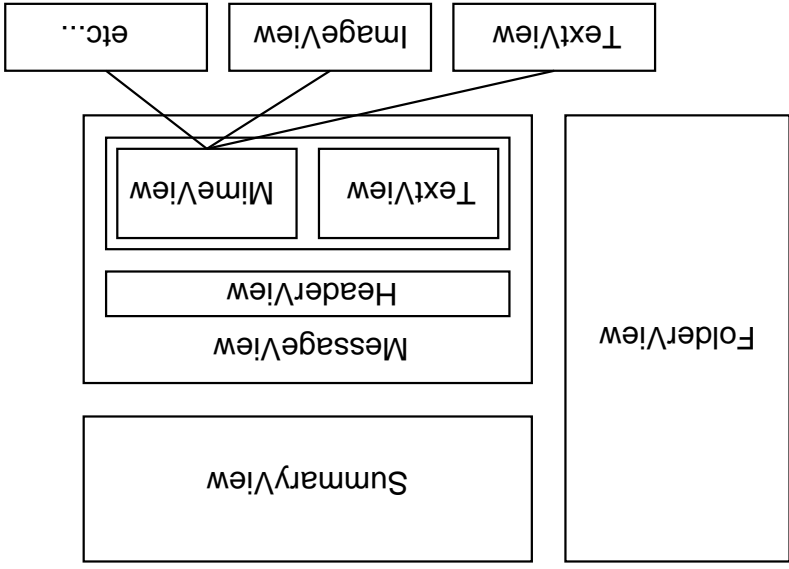 FolderView
SummaryView
MessageView
HeaderView
TextView
MimeView
TextView
ImageView
etc...